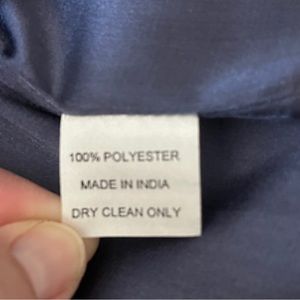 100% POLYESTER
MADE IN INDIA
DRY CLEAN ONLY